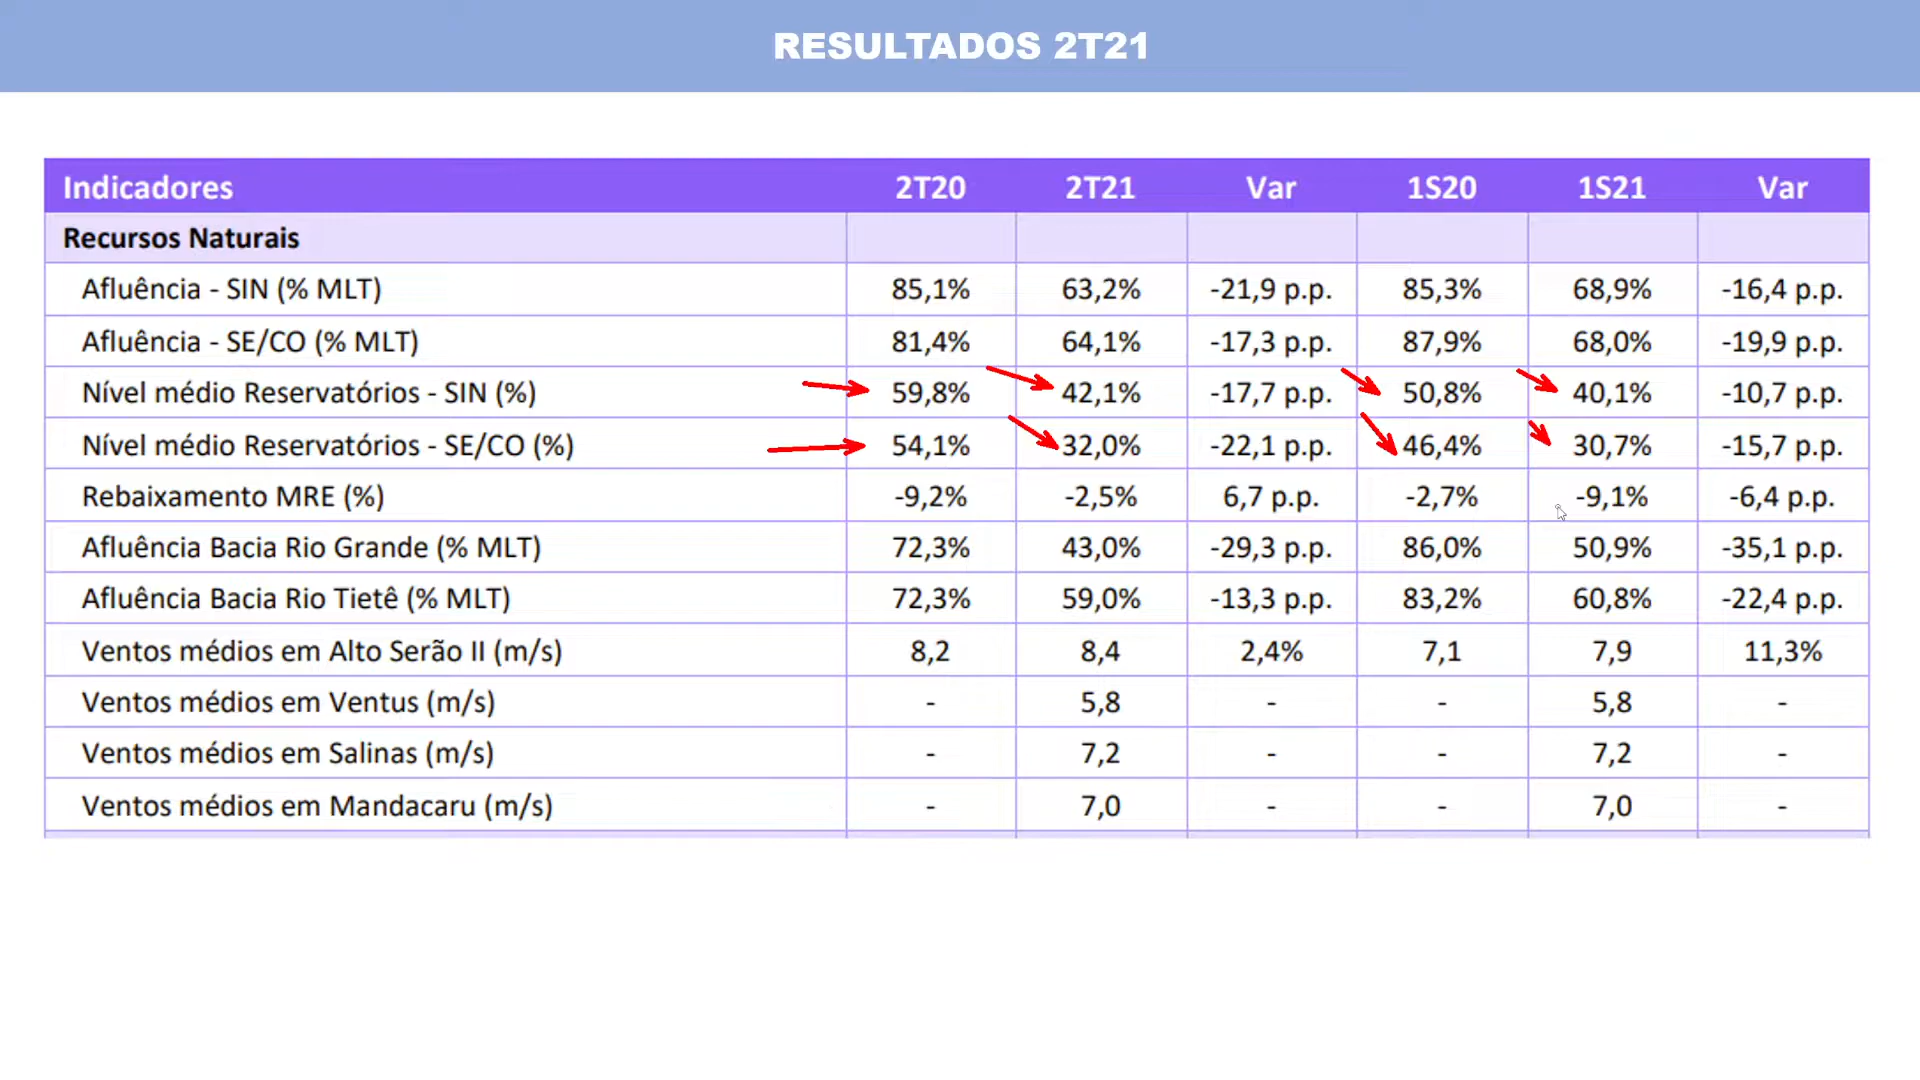 RESULTADOS 2T21
Indicadores 2T20 2T21 Var 1S20 1S21 Var
Recursos Naturais
Afluência - SIN (% MLT) 85,1% 63,2% -21,9 p.p. 85,3% 68,9% -16,4 p.p.
Afluência - SE/CO (% MLT) 81,4% 64,1% -17,3 p.p. 87,9% 68,0% -19,9 p.p.
Nível médio Reservatórios - SIN (%) 59,8% 42,1% -17,7 p.p. 50,8% 40,1% -10,7 p.p.
Nível médio Reservatórios - SE/CO (%) 54,1% 32,0% -22,1 p.p. 46,4% 30,7% -15,7 p.p.
Rebaixamento MRE (%) -9,2% -2,5% 6,7 p.p. -2,7% -9,1% -6,4 p.p.
Afluência Bacia Rio Grande (% MLT) 72,3% 43,0% -29,3 p.p. 86,0% 50,9% -35,1 p.p.
Afluência Bacia Rio Tietê (% MLT) 72,3% 59,0% -13,3 p.p. 83,2% 60,8% -22,4 p.p.
Ventos médios em Alto Serão II (m/s) 8,2 8,4 2,4% 7,1 7,9 11,3%
Ventos médios em Ventus (m/s) - 5,8 - - 5,8 -
Ventos médios em Salinas (m/s) - 7,2 - - 7,2 -
Ventos médios em Mandacaru (m/s) - 7,0 - - 7,0 -